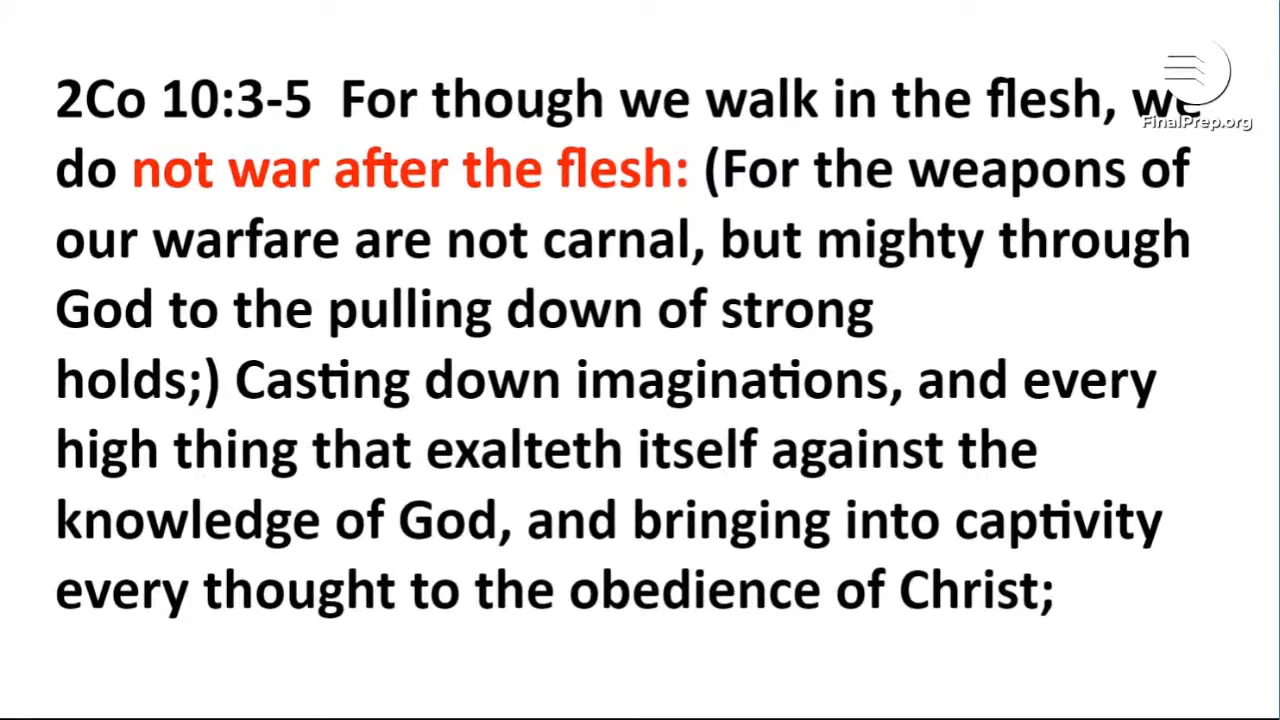 2Co 10:3-5  For though we walk in the flesh, we
FinalPrep.org
do not war after the flesh: (For the weapons of
our warfare are not carnal, but mighty through
God to the pulling down of strong
holds;) Casting down imaginations, and every
high thing that exalteth itself against the
knowledge of God, and bringing into captivity
every thought to the obedience of Christ;